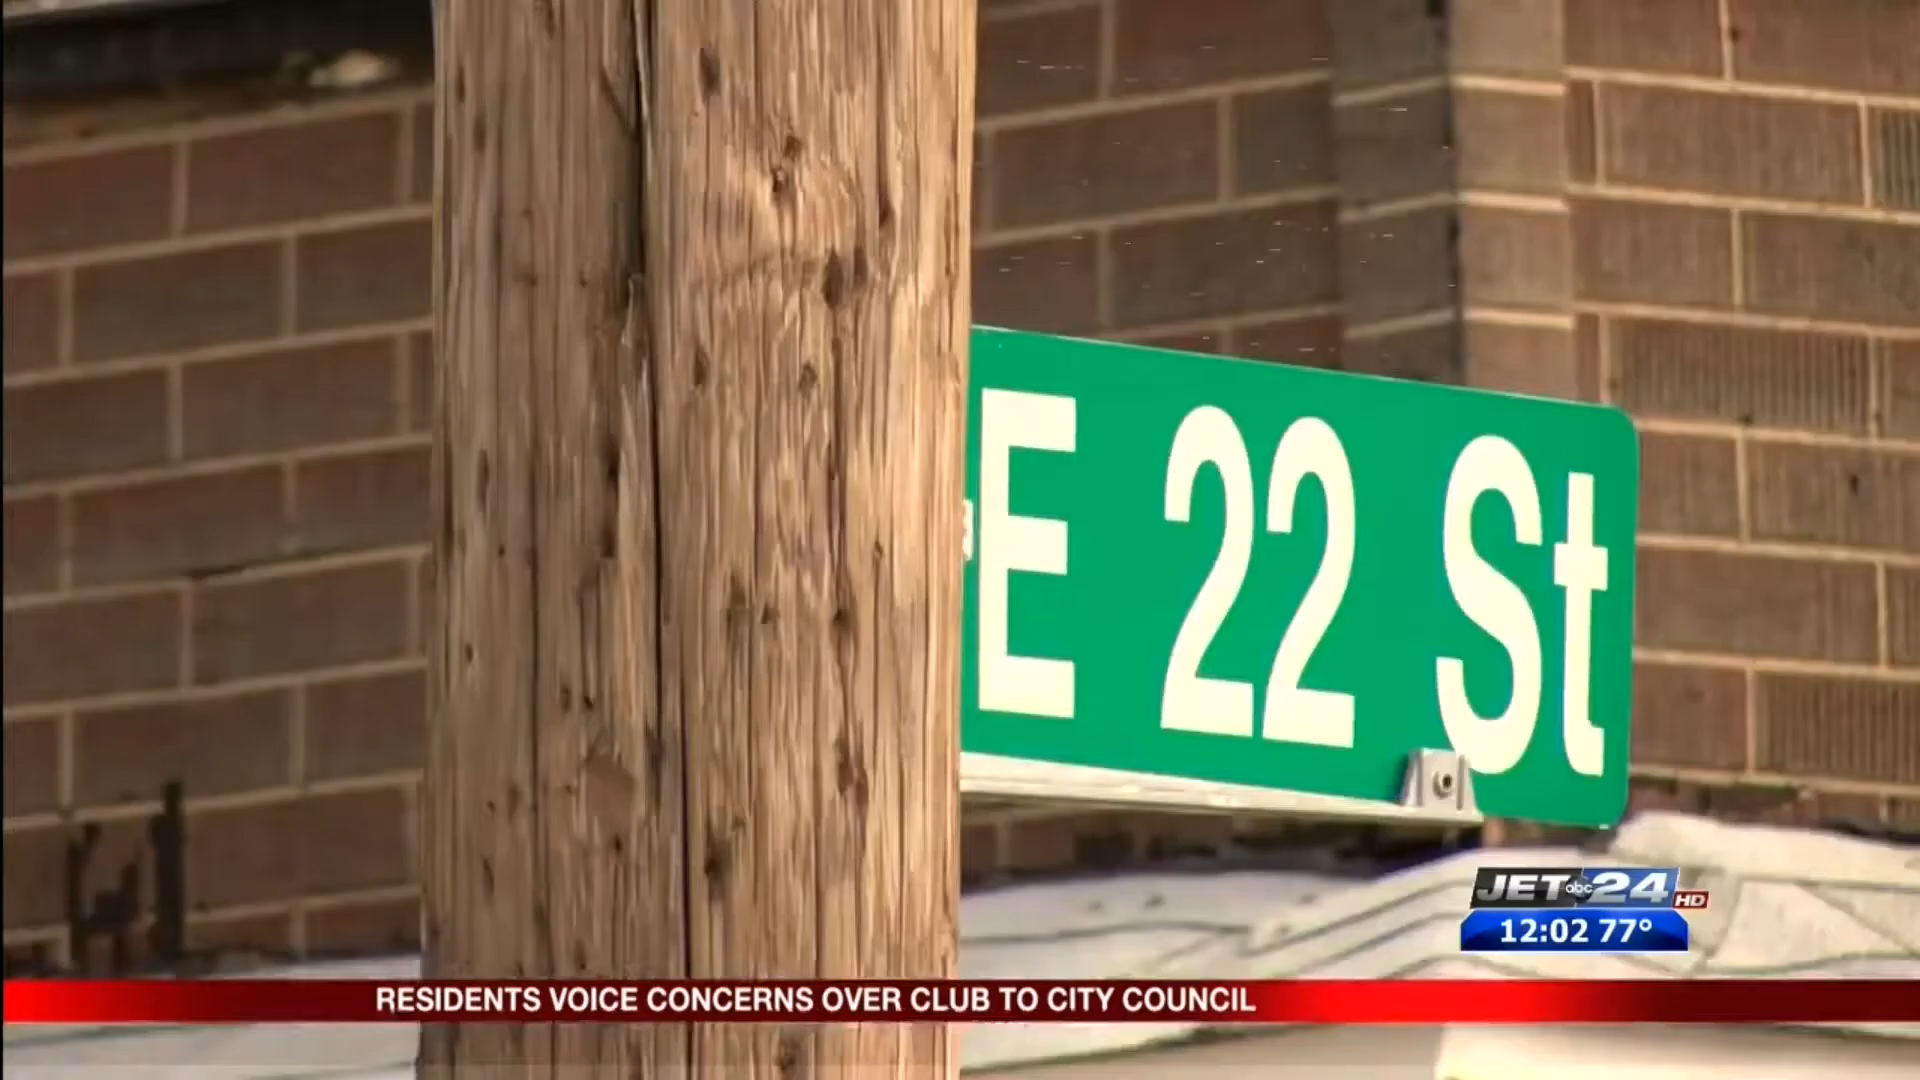 E 22 St
JET abc 24 HD
12:02 77°
RESIDENTS VOICE CONCERNS OVER CLUB TO CITY COUNCIL